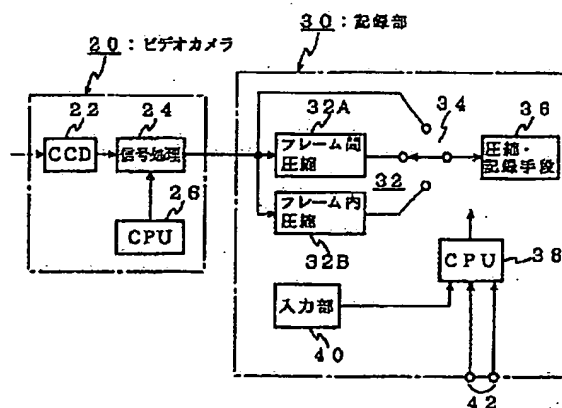 30:記録部
20:ビデオカメラ
22
24
32A
34
36
CCD
信号処理
フレーム間
圧縮
圧縮・
記録手段
26
32
CPU
フレーム内
圧縮
32B
CPU
38
入力部
40
42